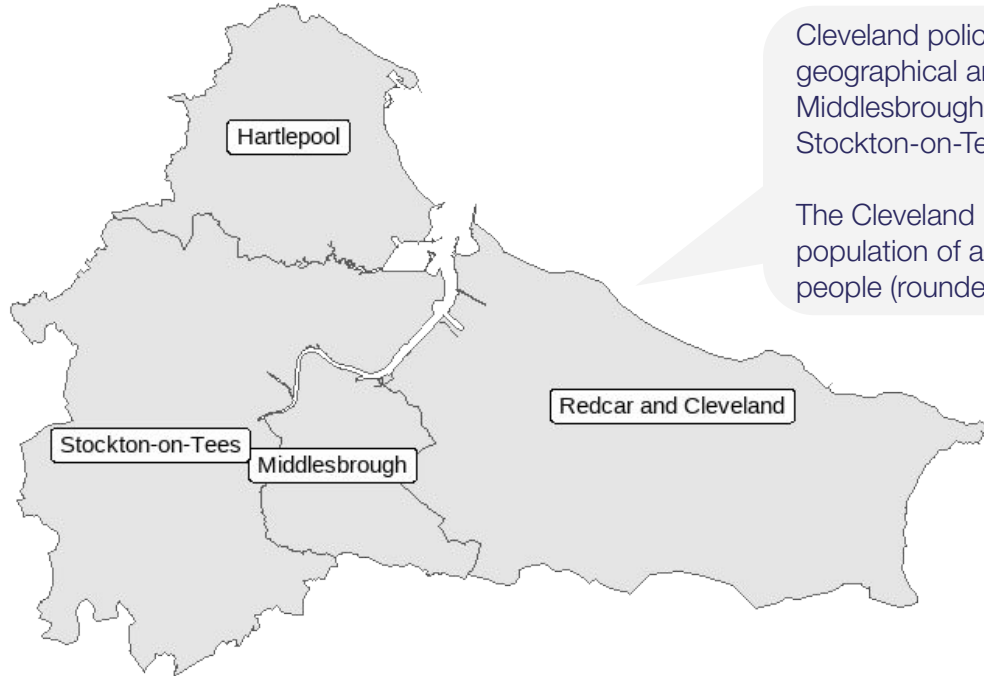 Cleveland polic
geographical ar
Middlesbrough
Stockton-on-Te
The Cleveland
population of a
people (rounde
Hartlepool
Redcar and Cleveland
Stockton-on-Tees
Middlesbrough